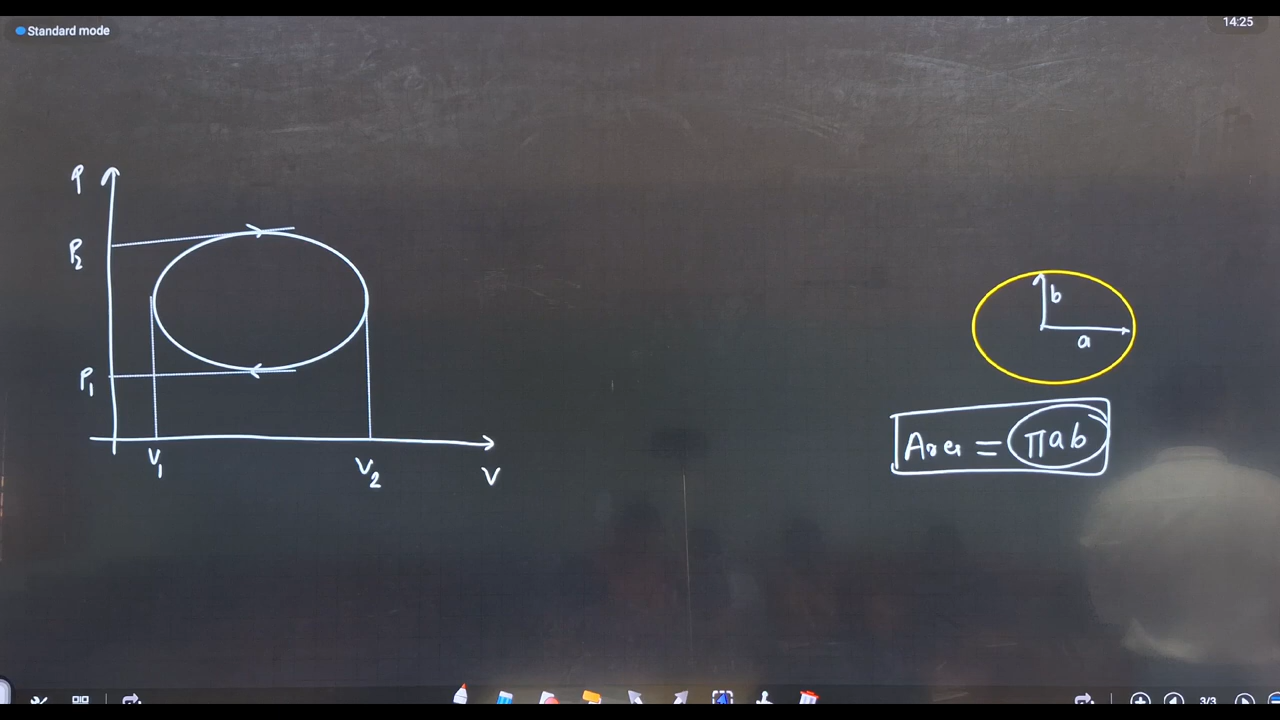 Standard mode
14:25
P
P2
P1
V1
V2
V
b
a
Area = πab
3/3